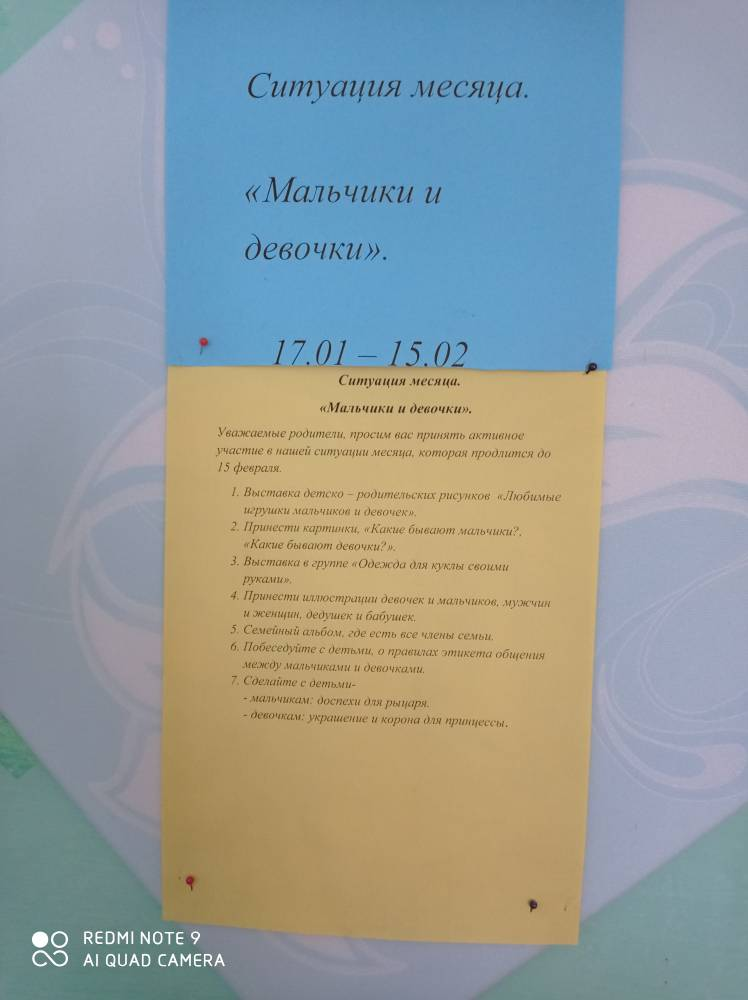 Ситуация месяца.
«Мальчики и
девочки».
17.01 – 15.02
Ситуация месяца.
«Мальчики и девочки».
Уважаемые родители, просим вас принять активное
участие в нашей ситуации месяца, которая продлится до
15 февраля.
1. Выставка детско – родительских рисунков «Любимые
игрушки мальчиков и девочек».
2. Принести картинки, «Какие бывают мальчики?,
«Какие бывают девочки?».
3. Выставка в группе «Одежда для куклы своими
руками».
4. Принести иллюстрации девочек и мальчиков, мужчин
и женщин, дедушек и бабушек.
5. Семейный альбом, где есть все члены семьи.
6. Побеседуйте с детьми, о правилах этикета общения
между мальчиками и девочками.
7. Сделайте с детьми-
- мальчикам: доспехи для рыцаря.
- девочкам: украшение и корона для принцессы.
REDMI NOTE 9
AI QUAD CAMERA